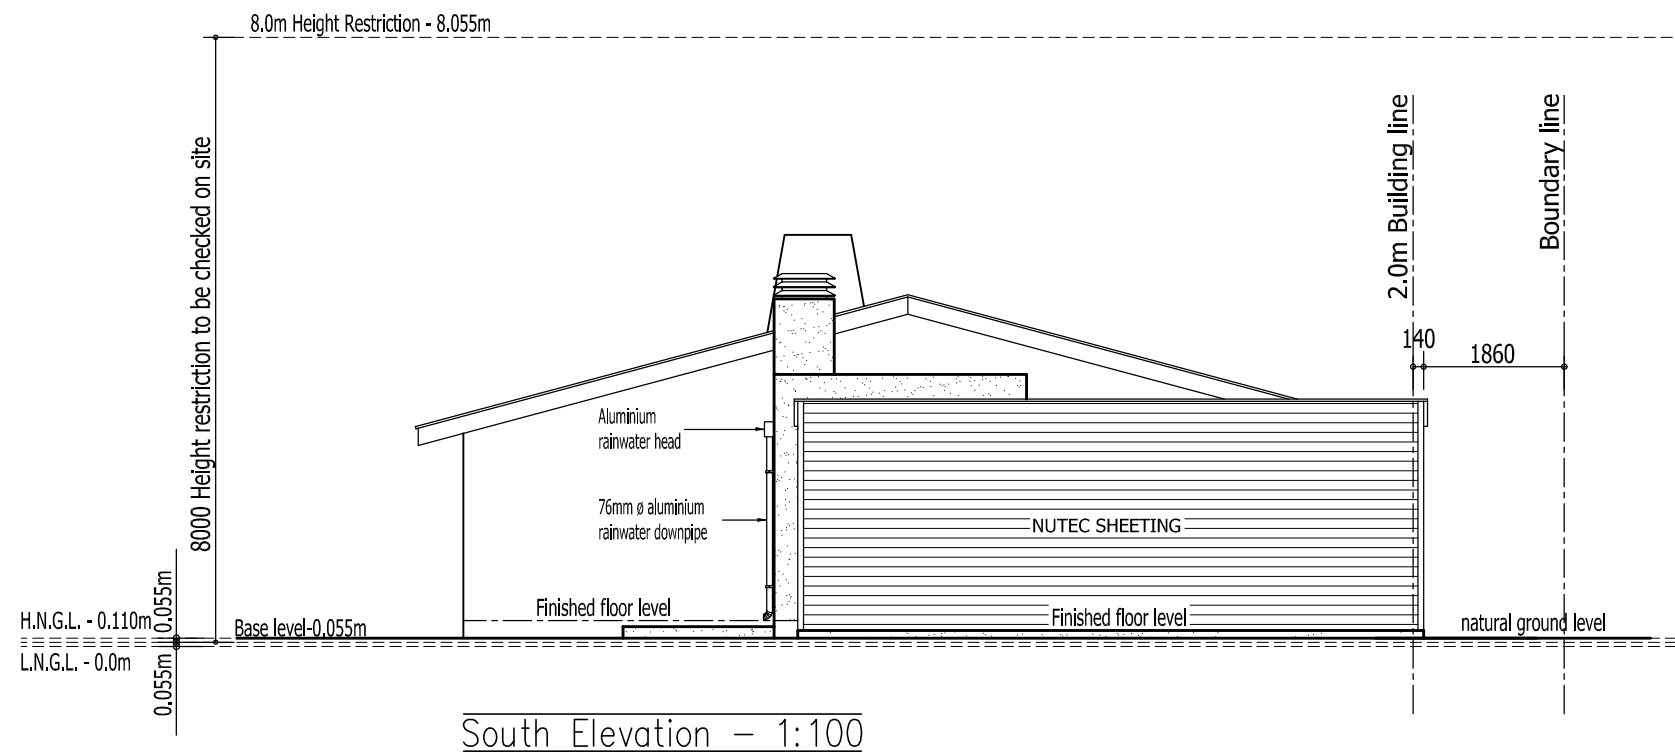 8.0m Height Restriction - 8.055m
8000 Height restriction to be checked on site
2.0m Building line
Boundary line
140
1860
Aluminium
rainwater head
76mm ø aluminium
rainwater downpipe
NUTEC SHEETING
Finished floor level
Finished floor level
natural ground level
H.N.G.L. - 0.110m
0.055m
Base level-0.055m
L.N.G.L. - 0.0m
0.055m
South Elevation - 1:100